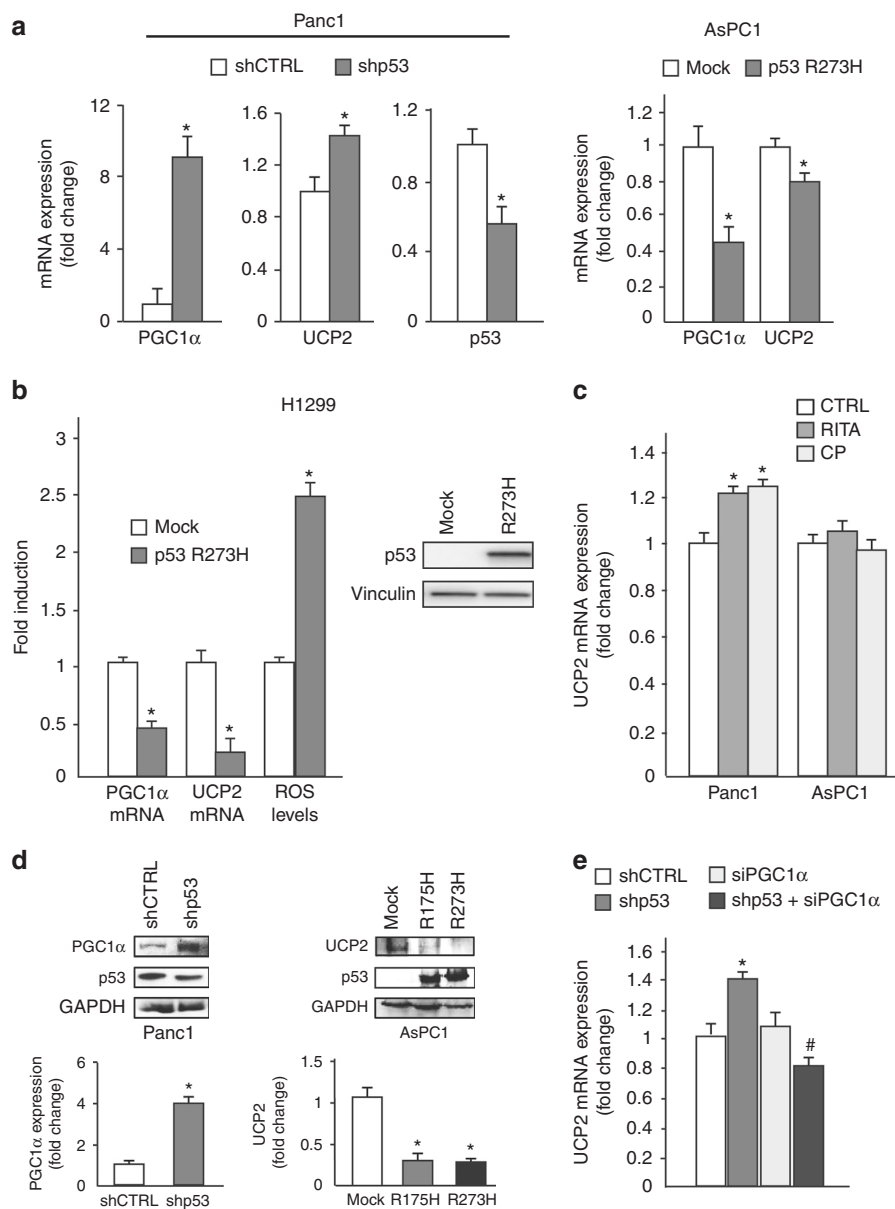 a
Panc1
shCTRL
shp53
mRNA expression
(fold change)
12
8
4
0
*
PGC1α
1.6
1.2
0.8
0.4
0
*
UCP2
1.2
0.8
0.4
0
*
p53
AsPC1
Mock
p53 R273H
mRNA expression
(fold change)
1.2
1
0.8
0.6
0.4
0.2
0
*
*
PGC1α
UCP2
b
H1299
Fold induction
3
2.5
2
1.5
1
0.5
0
Mock
p53 R273H
*
*
*
PGC1α
mRNA
UCP2
mRNA
ROS
levels
Mock
R273H
p53
Vinculin
c
CTRL
RITA
CP
UCP2 mRNA expression
(fold change)
1.4
1.2
1
0.8
0.6
0.4
0.2
0
*
*
Panc1
AsPC1
d
shCTRL
shp53
PGC1α
p53
GAPDH
Panc1
PGC1α expression
(fold change)
6
4
2
0
*
shCTRL
shp53
Mock
R175H
R273H
UCP2
p53
GAPDH
AsPC1
UCP2
(fold change)
1.5
1
0.5
0
*
*
Mock
R175H
R273H
e
shCTRL
siPGC1α
shp53
shp53 + siPGC1α
UCP2 mRNA expression
(fold change)
1.6
1.4
1.2
1
0.8
0.6
0.4
0.2
0
*
#